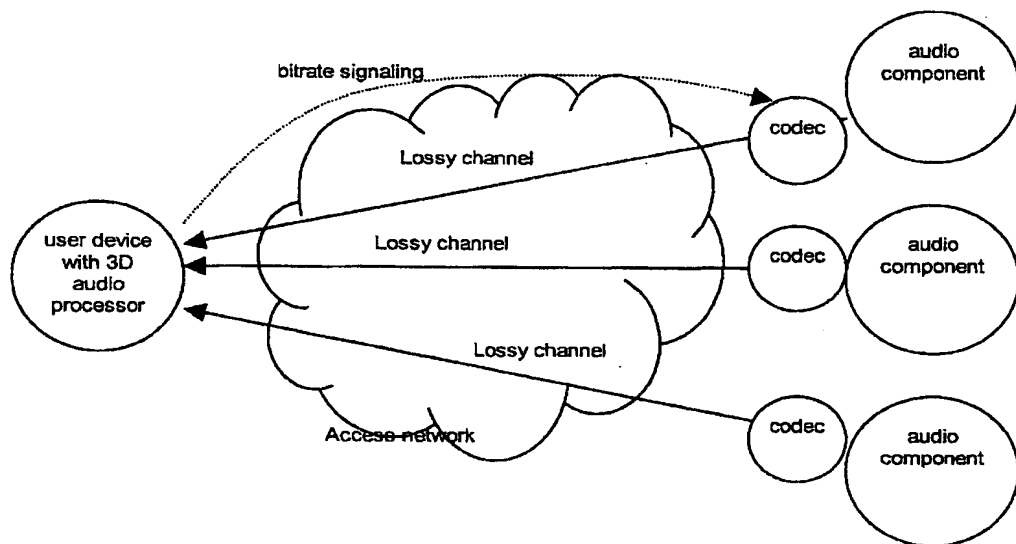 audio
component
bitrate signaling
codec
Lossy channel
user device
with 3D
audio
processor
Lossy channel
codec
audio
component
Lossy channel
Access network
codec
audio
component